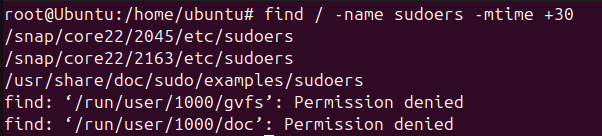 root@Ubuntu:/home/ubuntu# find / -name sudoers -mtime +30
/snap/core22/2045/etc/sudoers
/snap/core22/2163/etc/sudoers
/usr/share/doc/sudo/examples/sudoers
find: ‘/run/user/1000/gvfs’: Permission denied
find: ‘/run/user/1000/doc’: Permission denied